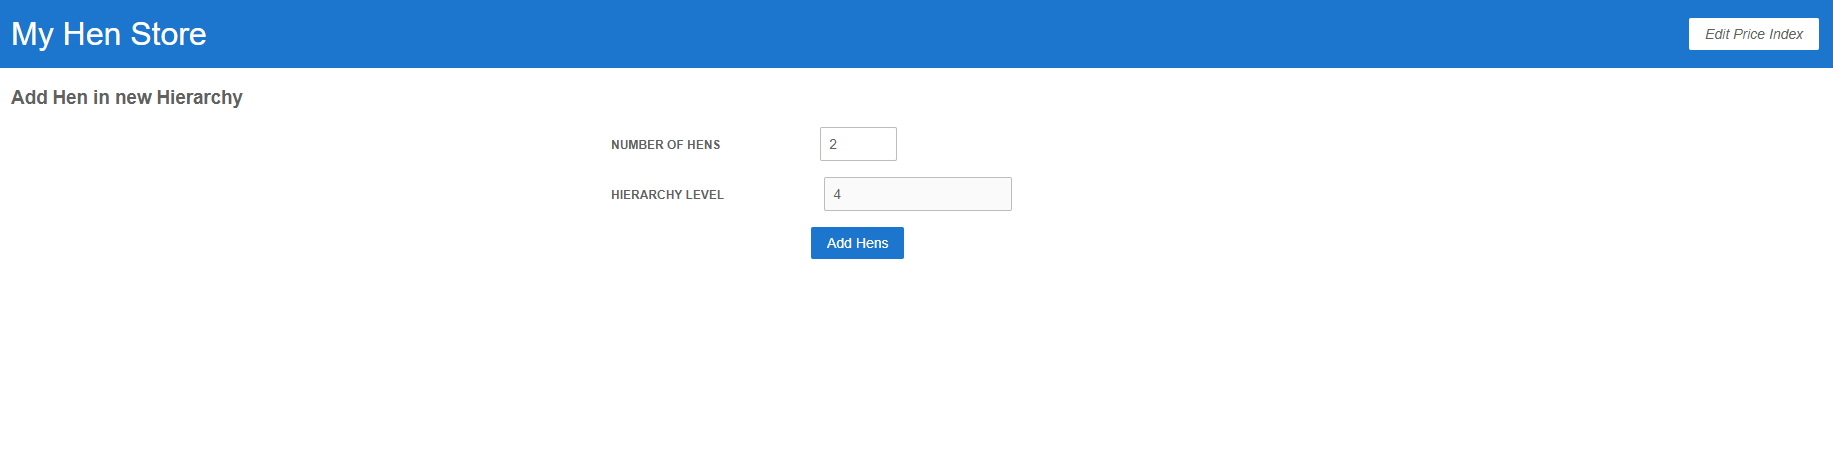 My Hen Store
Edit Price Index
Add Hen in new Hierarchy
NUMBER OF HENS 2
HIERARCHY LEVEL 4
Add Hens